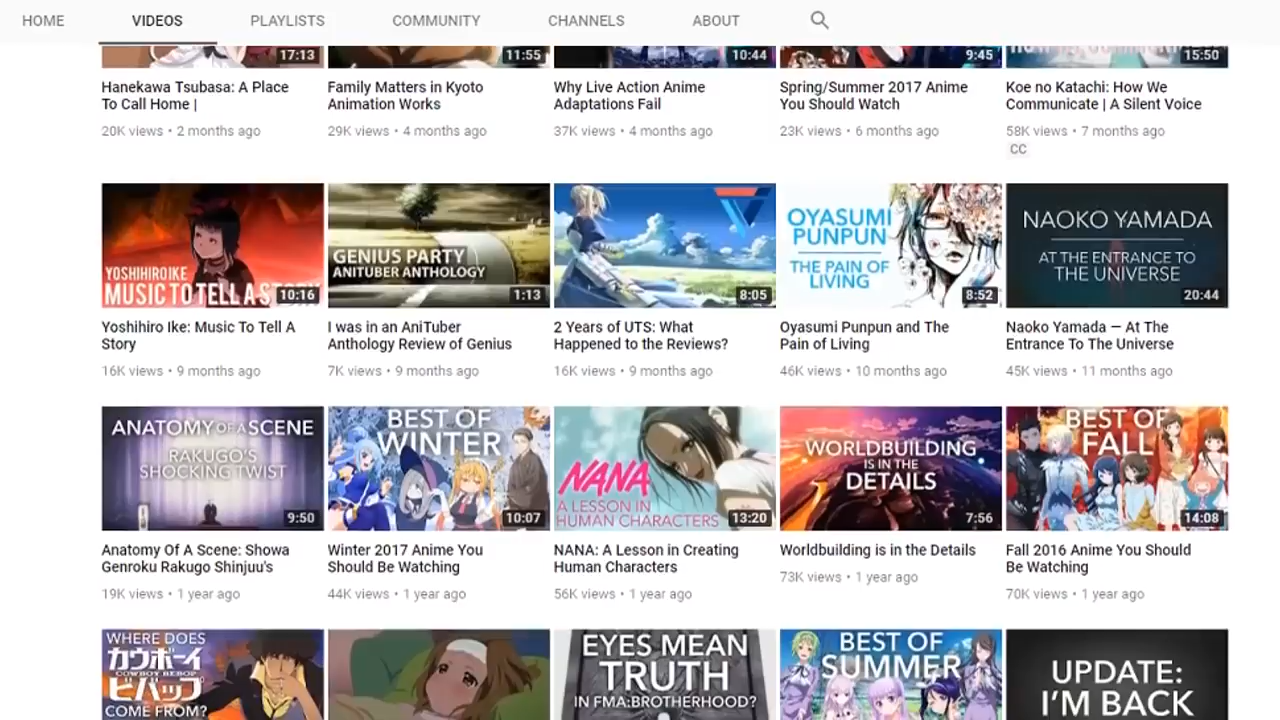 HOME VIDEOS PLAYLISTS COMMUNITY CHANNELS ABOUT
17:13 11:55 10:44 9:45 15:50
Hanekawa Tsubasa: A Place
To Call Home |
20K views • 2 months ago
Family Matters in Kyoto
Animation Works
29K views • 4 months ago
Why Live Action Anime
Adaptations Fail
37K views • 4 months ago
Spring/Summer 2017 Anime
You Should Watch
23K views • 6 months ago
Koe no Katachi: How We
Communicate | A Silent Voice
58K views • 7 months ago
CC
YOSHIHIRO IKE
MUSIC TO TELL A
10:16
Yoshihiro Ike: Music To Tell A
Story
16K views • 9 months ago
GENIUS PARTY
ANITUBER ANTHOLOGY
1:13
I was in an AniTuber
Anthology Review of Genius
7K views • 9 months ago
8:05
2 Years of UTS: What
Happened to the Reviews?
16K views • 9 months ago
OYASUMI
PUNPUN
THE PAIN OF
LIVING
8:52
Oyasumi Punpun and The
Pain of Living
46K views • 10 months ago
NAOKO YAMADA
AT THE ENTRANCE TO
THE UNIVERSE
20:44
Naoko Yamada — At The
Entrance To The Universe
45K views • 11 months ago
ANATOMY OF A SCENE
RAKUGO'S
SHOCKING TWIST
9:50
Anatomy Of A Scene: Showa
Genroku Rakugo Shinjuu's
19K views • 1 year ago
BEST OF
WINTER
10:07
Winter 2017 Anime You
Should Be Watching
44K views • 1 year ago
NANA
A LESSON IN
HUMAN CHARACTERS
13:20
NANA: A Lesson in Creating
Human Characters
56K views • 1 year ago
WORLDBUILDING
IS IN THE
DETAILS
7:56
Worldbuilding is in the Details
73K views • 1 year ago
BEST OF
FALL
14:08
Fall 2016 Anime You Should
Be Watching
70K views • 1 year ago
WHERE DOES
カウボーイ
COWBOY BEBOP
ビバップ
COME FROM?
EYES MEAN
TRUTH
IN FMA:BROTHERHOOD?
BEST OF
SUMMER
UPDATE:
I'M BACK